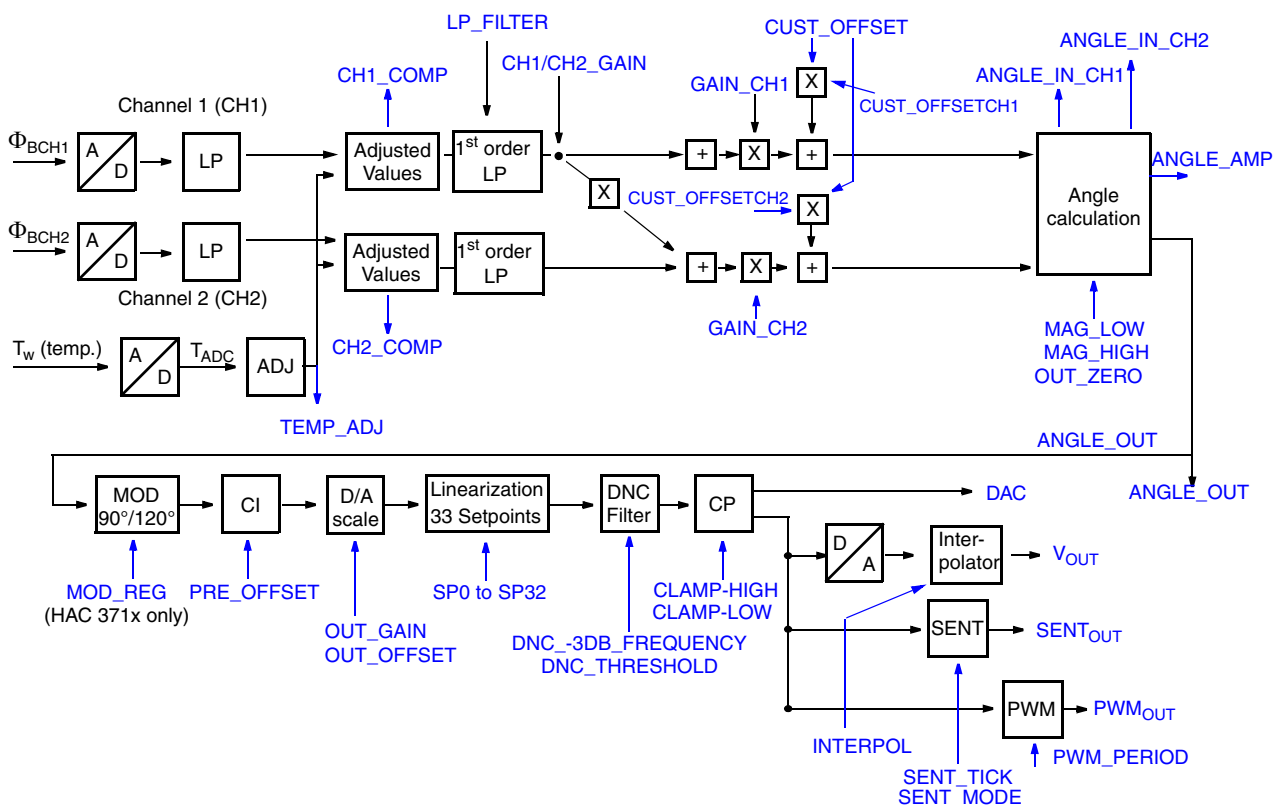 LP_FILTER
CUST_OFFSET
ANGLE_IN_CH2
CH1_COMP
CH1/CH2_GAIN
ANGLE_IN_CH1
GAIN_CH1
X
CUST_OFFSETCH1
Channel 1 (CH1)
ΦBCH1
A
D
LP
Adjusted
Values
1st order
LP
+
X
+
ANGLE_AMP
X
CUST_OFFSETCH2
X
Angle
calculation
ΦBCH2
A
D
LP
Adjusted
Values
1st order
LP
+
X
+
Channel 2 (CH2)
GAIN_CH2
MAG_LOW
MAG_HIGH
OUT_ZERO
CH2_COMP
Tw (temp.)
A
D
TADC
ADJ
TEMP_ADJ
ANGLE_OUT
MOD
90°/120°
CI
D/A
scale
Linearization
33 Setpoints
DNC
Filter
CP
DAC
ANGLE_OUT
D
A
Inter-
polator
VOUT
MOD_REG
(HAC 371x only)
PRE_OFFSET
SP0 to SP32
CLAMP-HIGH
CLAMP-LOW
OUT_GAIN
OUT_OFFSET
DNC_-3DB_FREQUENCY
DNC_THRESHOLD
SENT
SENTOUT
PWM
PWMOUT
INTERPOL
PWM_PERIOD
SENT_TICK
SENT_MODE